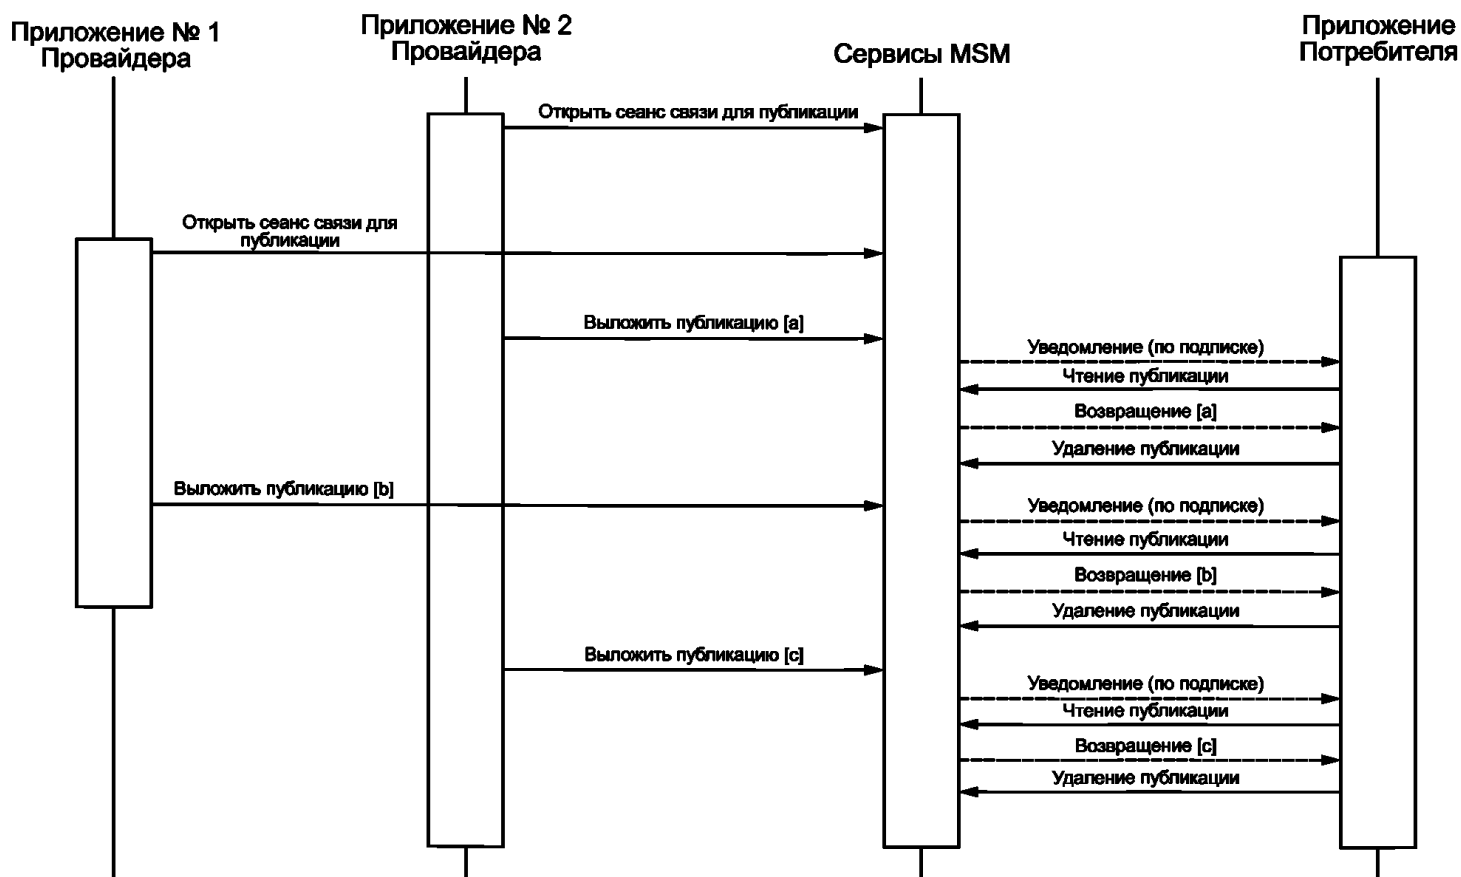 Приложение № 1
Провайдера
Приложение № 2
Провайдера
Сервисы MSM
Приложение
Потребителя
Открыть сеанс связи для публикации
Открыть сеанс связи для
публикации
Выложить публикацию [a]
Уведомление (по подписке)
Чтение публикации
Возвращение [a]
Удаление публикации
Выложить публикацию [b]
Уведомление (по подписке)
Чтение публикации
Возвращение [b]
Удаление публикации
Выложить публикацию [c]
Уведомление (по подписке)
Чтение публикации
Возвращение [c]
Удаление публикации